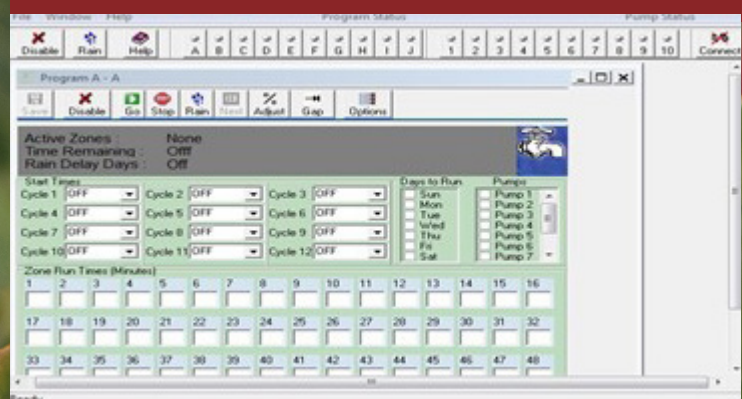 File Window Help Program Status Pump Status
Disable Rain Help A B C D E F G H I J 1 2 3 4 5 6 7 8 9 10 Connect
Program A - A
Save Disable Go Stop Rain Next Adjust Gap Options
Active Zones : None
Time Remaining : Offf
Rain Delay Days : Off
Start Times Days to Run Pumps
Cycle 1 OFF Cycle 2 OFF Cycle 3 OFF Sun Pump 1
Mon Pump 2
Cycle 4 OFF Cycle 5 OFF Cycle 6 OFF Tue Pump 3
Wed Pump 4
Cycle 7 OFF Cycle 8 OFF Cycle 9 OFF Thu Pump 5
Fri Pump 6
Cycle 10 OFF Cycle 11 OFF Cycle 12 OFF Sat Pump 7
Zone Run Times (Minutes)
1 2 3 4 5 6 7 8 9 10 11 12 13 14 15 16
17 18 19 20 21 22 23 24 25 26 27 28 29 30 31 32
33 34 35 36 37 38 39 40 41 42 43 44 45 46 47 48
Ready